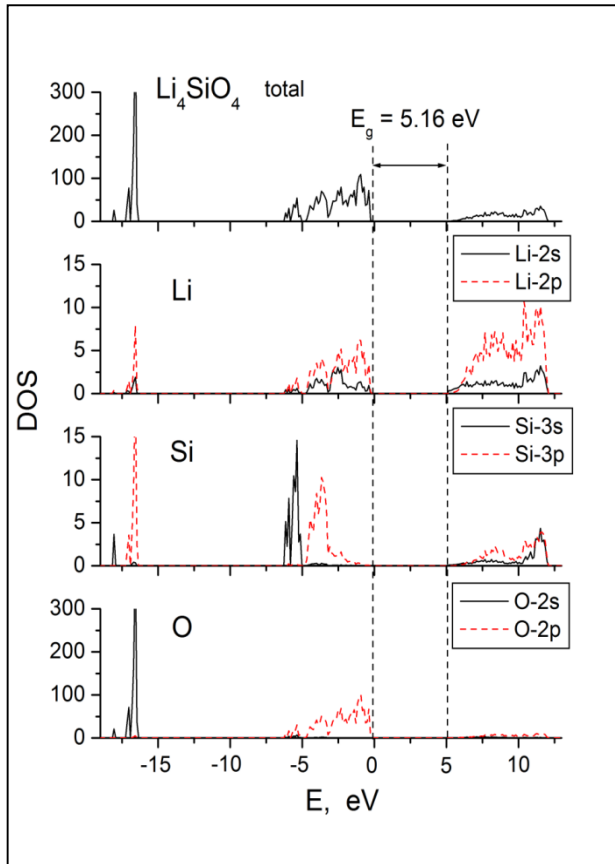 Li₄SiO₄ total
E_g = 5.16 eV
300
200
100
0
Li
Li-2s
Li-2p
15
10
5
0
DOS
Si
Si-3s
Si-3p
15
10
5
0
O
O-2s
O-2p
300
200
100
0
-15 -10 -5 0 5 10
E, eV